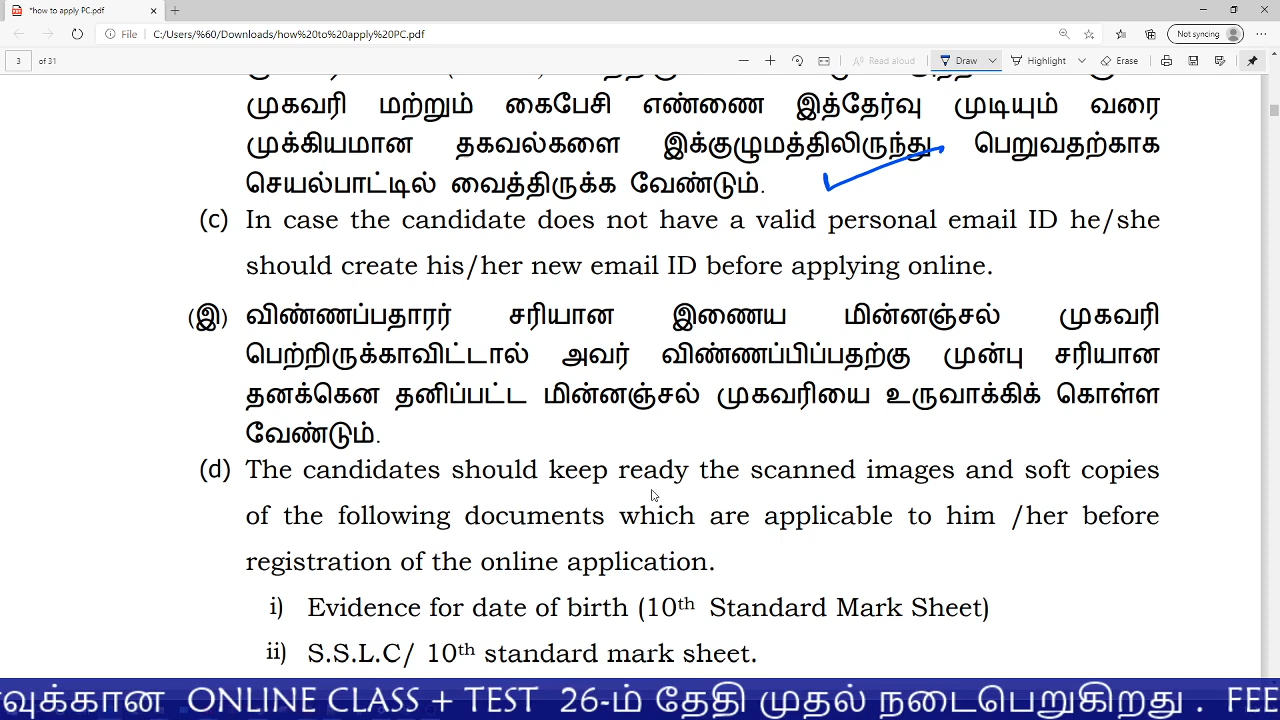 *how to apply PC.pdf
File C:/Users/%60/Downloads/how%20to%20apply%20PC.pdf Not syncing
3 of 31 Read aloud Draw Highlight Erase
முகவரி மற்றும் கைபேசி எண்ணை இத்தேர்வு முடியும் வரை
முக்கியமான தகவல்களை இக்குழுமத்திலிருந்து பெறுவதற்காக
செயல்பாட்டில் வைத்திருக்க வேண்டும்.
(c) In case the candidate does not have a valid personal email ID he/she
should create his/her new email ID before applying online.
(இ) விண்ணப்பதாரர் சரியான இணைய மின்னஞ்சல் முகவரி
பெற்றிருக்காவிட்டால் அவர் விண்ணப்பிப்பதற்கு முன்பு சரியான
தனக்கென தனிப்பட்ட மின்னஞ்சல் முகவரியை உருவாக்கிக் கொள்ள
வேண்டும்.
(d) The candidates should keep ready the scanned images and soft copies
of the following documents which are applicable to him /her before
registration of the online application.
i) Evidence for date of birth (10th Standard Mark Sheet)
ii) S.S.L.C/ 10th standard mark sheet.
வுக்கான ONLINE CLASS + TEST 26-ம் தேதி முதல் நடைபெறுகிறது . FEE